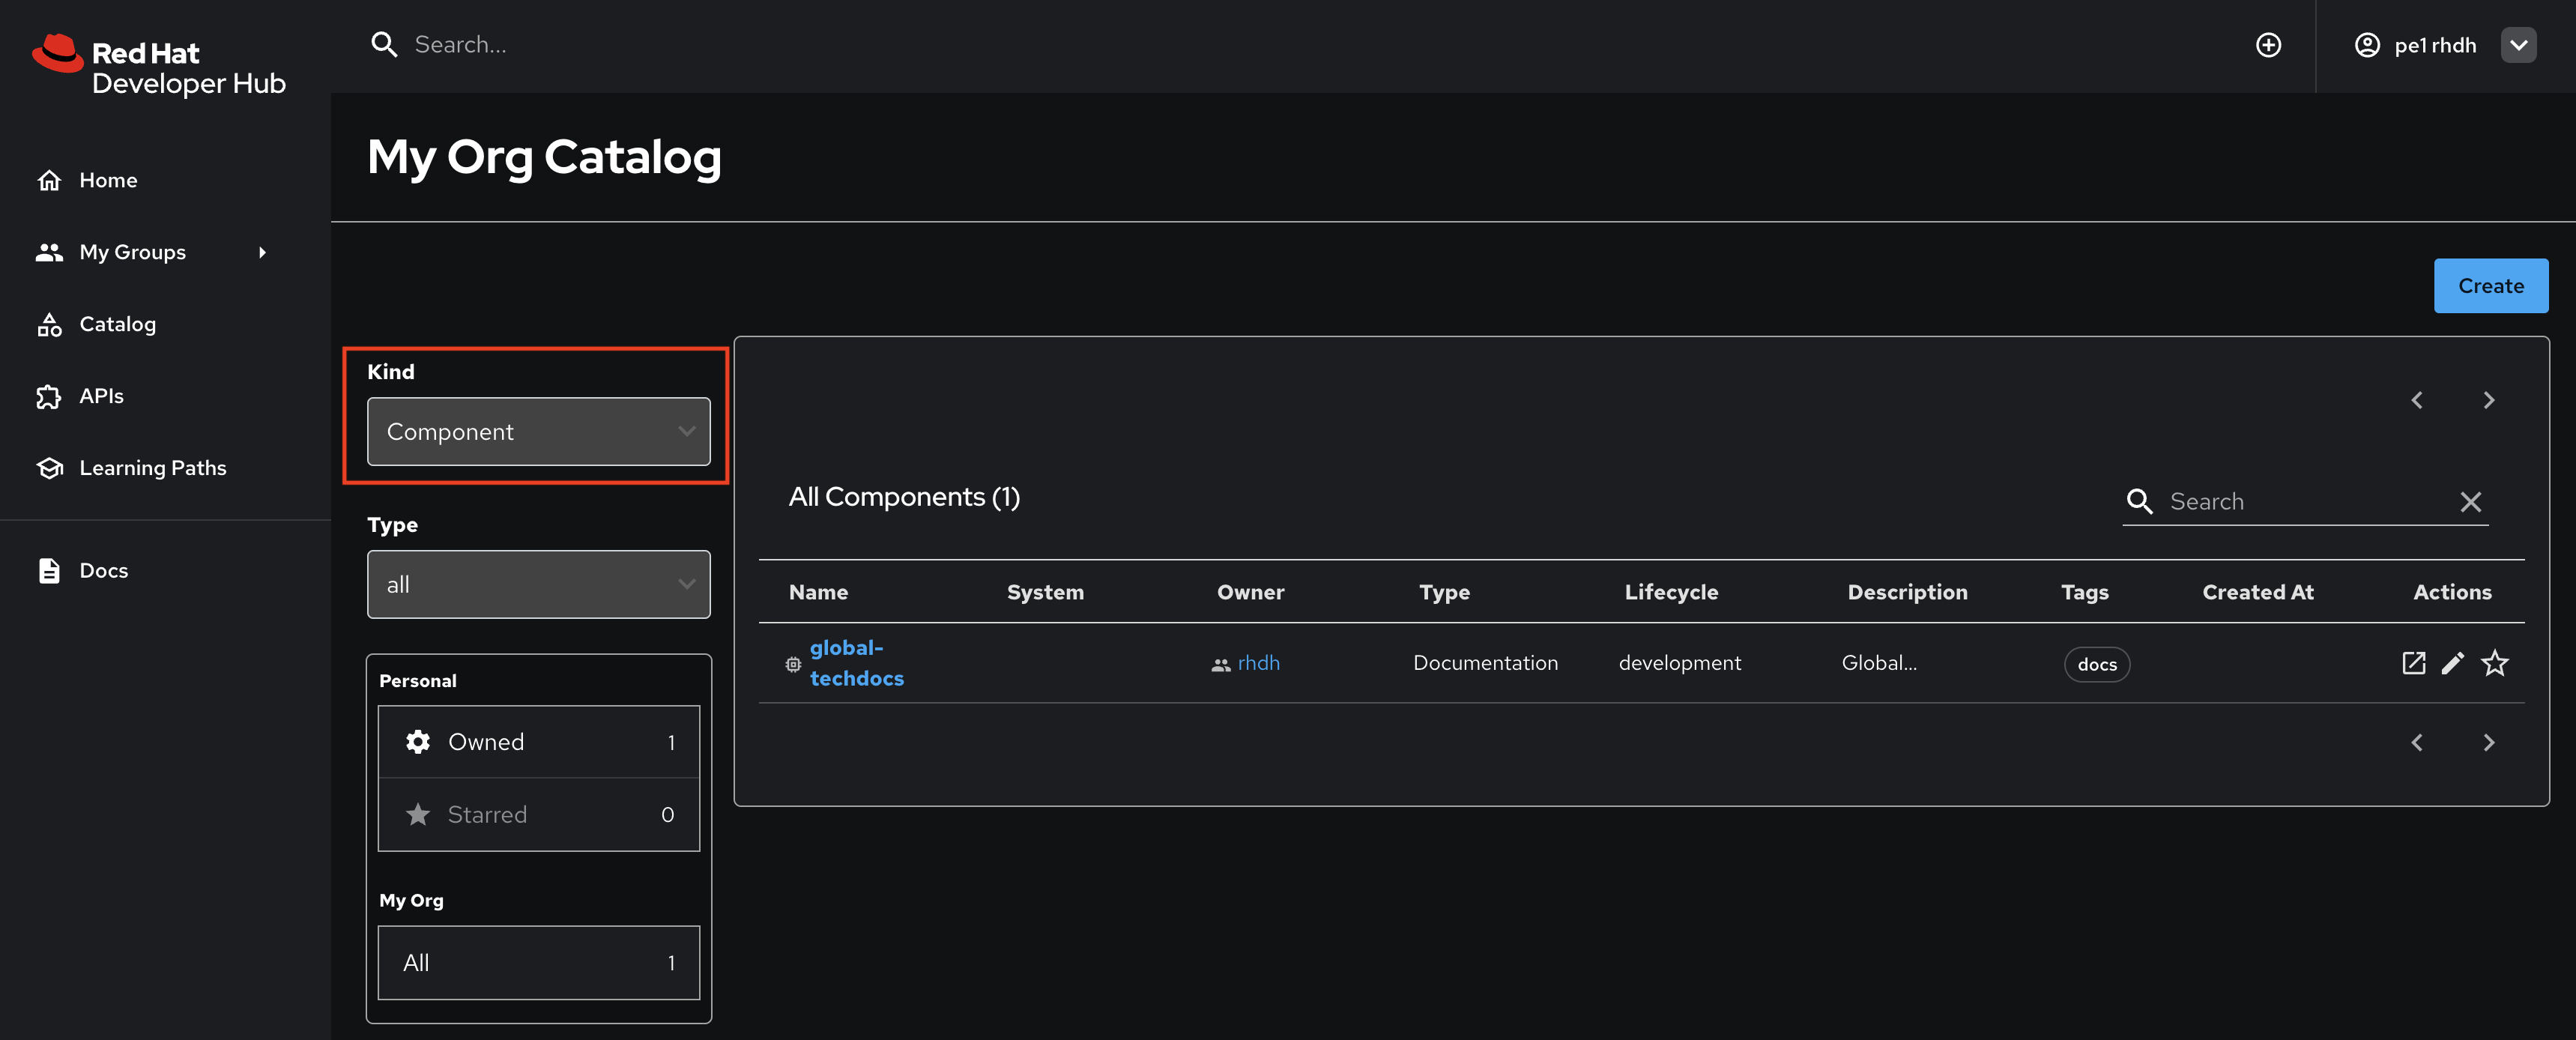 Red Hat
Developer Hub
Search...
pe1 rhdh
Home
My Groups
Catalog
APIs
Learning Paths
Docs
My Org Catalog
Create
Kind
Component
Type
all
Personal
Owned 1
Starred 0
My Org
All 1
All Components (1)
Search
Name System Owner Type Lifecycle Description Tags Created At Actions
global-
techdocs
rhdh Documentation development Global... docs